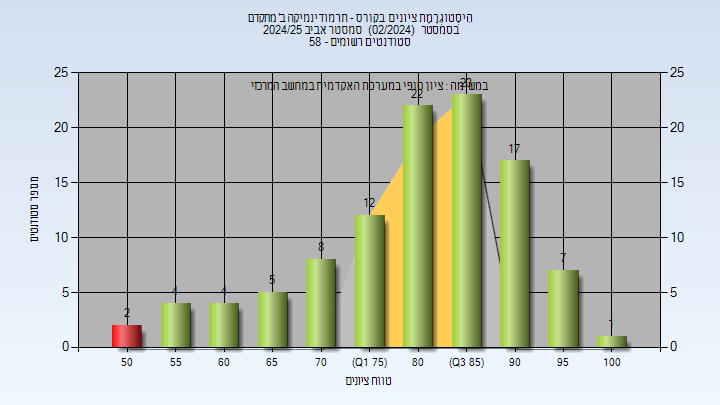 היסטוגרמת ציונים בקורס - תרמודינמיקה ב' מתקדם
בסמסטר (02/2024) סמסטר אביב 2024/25
סטודנטים רשומים - 58
במשימה : ציון סופי במערכת האקדמית במחשב המרכזי
25 25
20 20
15 15
10 10
5 5
0 0
2 4 4 5 8 12 22 23 17 7 1
50 55 60 65 70 (Q1 75) 80 (Q3 85) 90 95 100
מספר סטודנטים
טווח ציונים